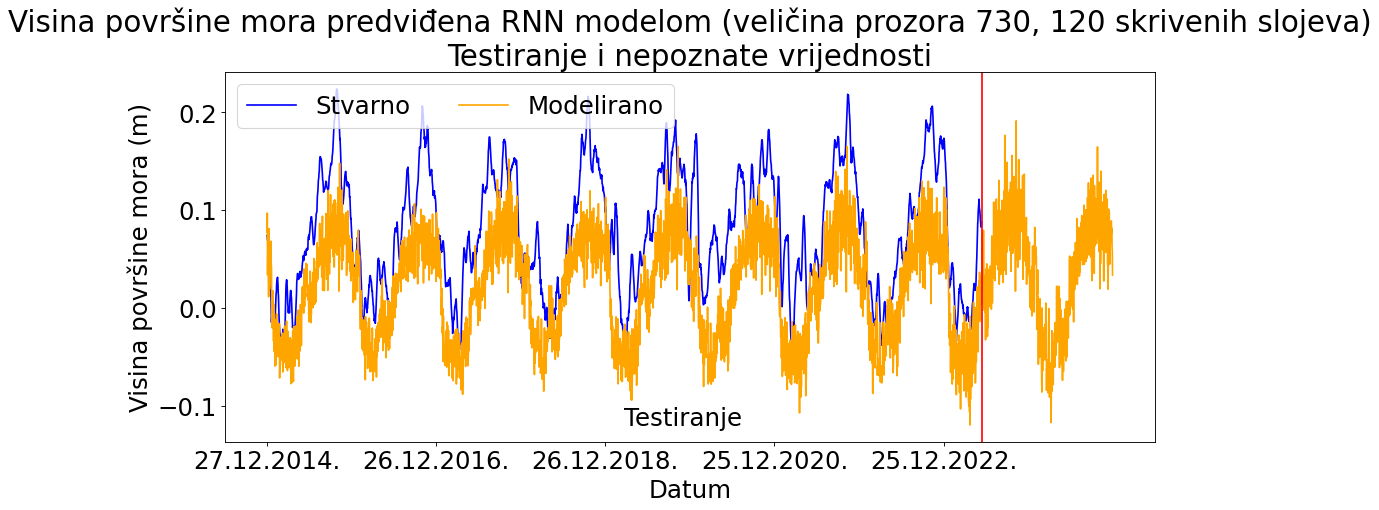 Visina površine mora predviđena RNN modelom (veličina prozora 730, 120 skrivenih slojeva)
Testiranje i nepoznate vrijednosti
Stvarno
Modelirano
Visina površine mora (m)
0.2
0.1
0.0
−0.1
Testiranje
27.12.2014.
26.12.2016.
26.12.2018.
25.12.2020.
25.12.2022.
Datum